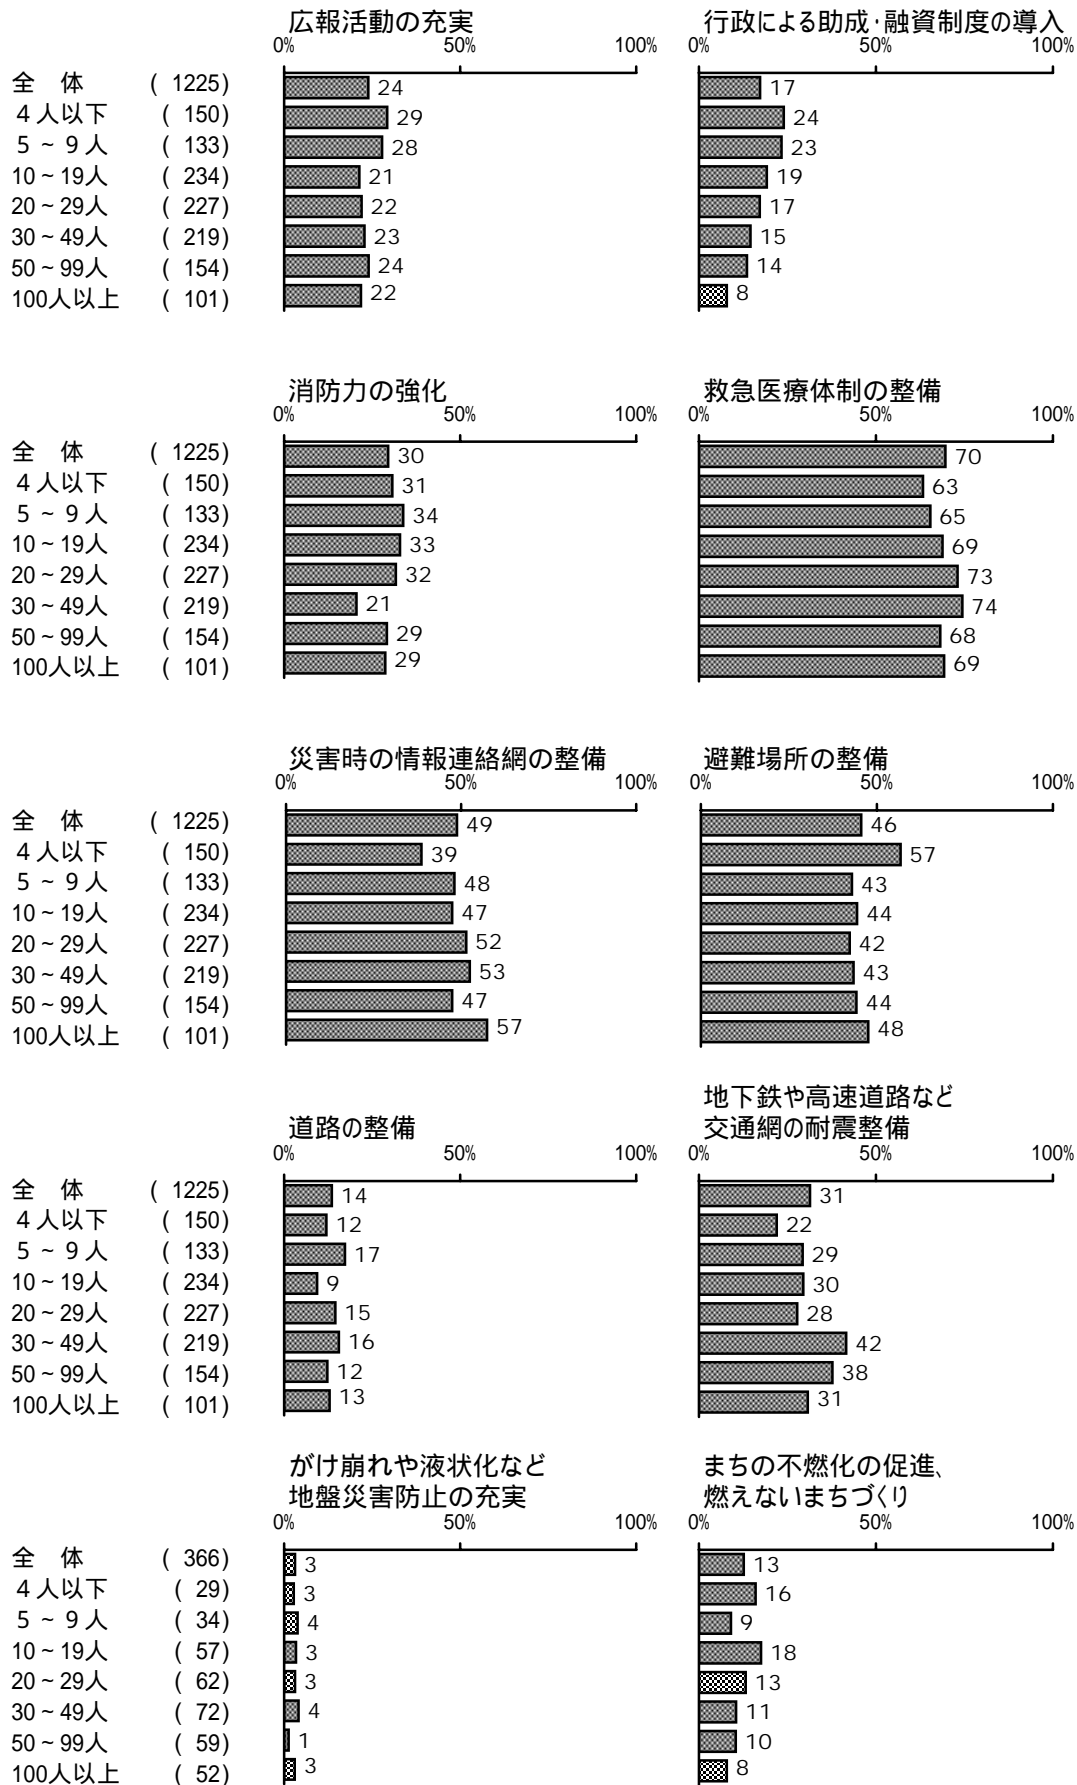 広報活動の充実 行政による助成・融資制度の導入
0% 50% 100% 0% 50% 100%
全 体 ( 1225) 24 17
4人以下 ( 150) 29 24
5~9人 ( 133) 28 23
10~19人 ( 234) 21 19
20~29人 ( 227) 22 17
30~49人 ( 219) 23 15
50~99人 ( 154) 24 14
100人以上 ( 101) 22 8
消防力の強化 救急医療体制の整備
0% 50% 100% 0% 50% 100%
全 体 ( 1225) 30 70
4人以下 ( 150) 31 63
5~9人 ( 133) 34 65
10~19人 ( 234) 33 69
20~29人 ( 227) 32 73
30~49人 ( 219) 21 74
50~99人 ( 154) 29 68
100人以上 ( 101) 29 69
災害時の情報連絡網の整備 避難場所の整備
0% 50% 100% 0% 50% 100%
全 体 ( 1225) 49 46
4人以下 ( 150) 39 57
5~9人 ( 133) 48 43
10~19人 ( 234) 47 44
20~29人 ( 227) 52 42
30~49人 ( 219) 53 43
50~99人 ( 154) 47 44
100人以上 ( 101) 57 48
地下鉄や高速道路など
道路の整備 交通網の耐震整備
0% 50% 100% 0% 50% 100%
全 体 ( 1225) 14 31
4人以下 ( 150) 12 22
5~9人 ( 133) 17 29
10~19人 ( 234) 9 30
20~29人 ( 227) 15 28
30~49人 ( 219) 16 42
50~99人 ( 154) 12 38
100人以上 ( 101) 13 31
がけ崩れや液状化など まちの不燃化の促進、
地盤災害防止の充実 燃えないまちづくり
0% 50% 100% 0% 50% 100%
全 体 ( 366) 3 13
4人以下 ( 29) 3 16
5~9人 ( 34) 4 9
10~19人 ( 57) 3 18
20~29人 ( 62) 3 13
30~49人 ( 72) 4 11
50~99人 ( 59) 1 10
100人以上 ( 52) 3 8